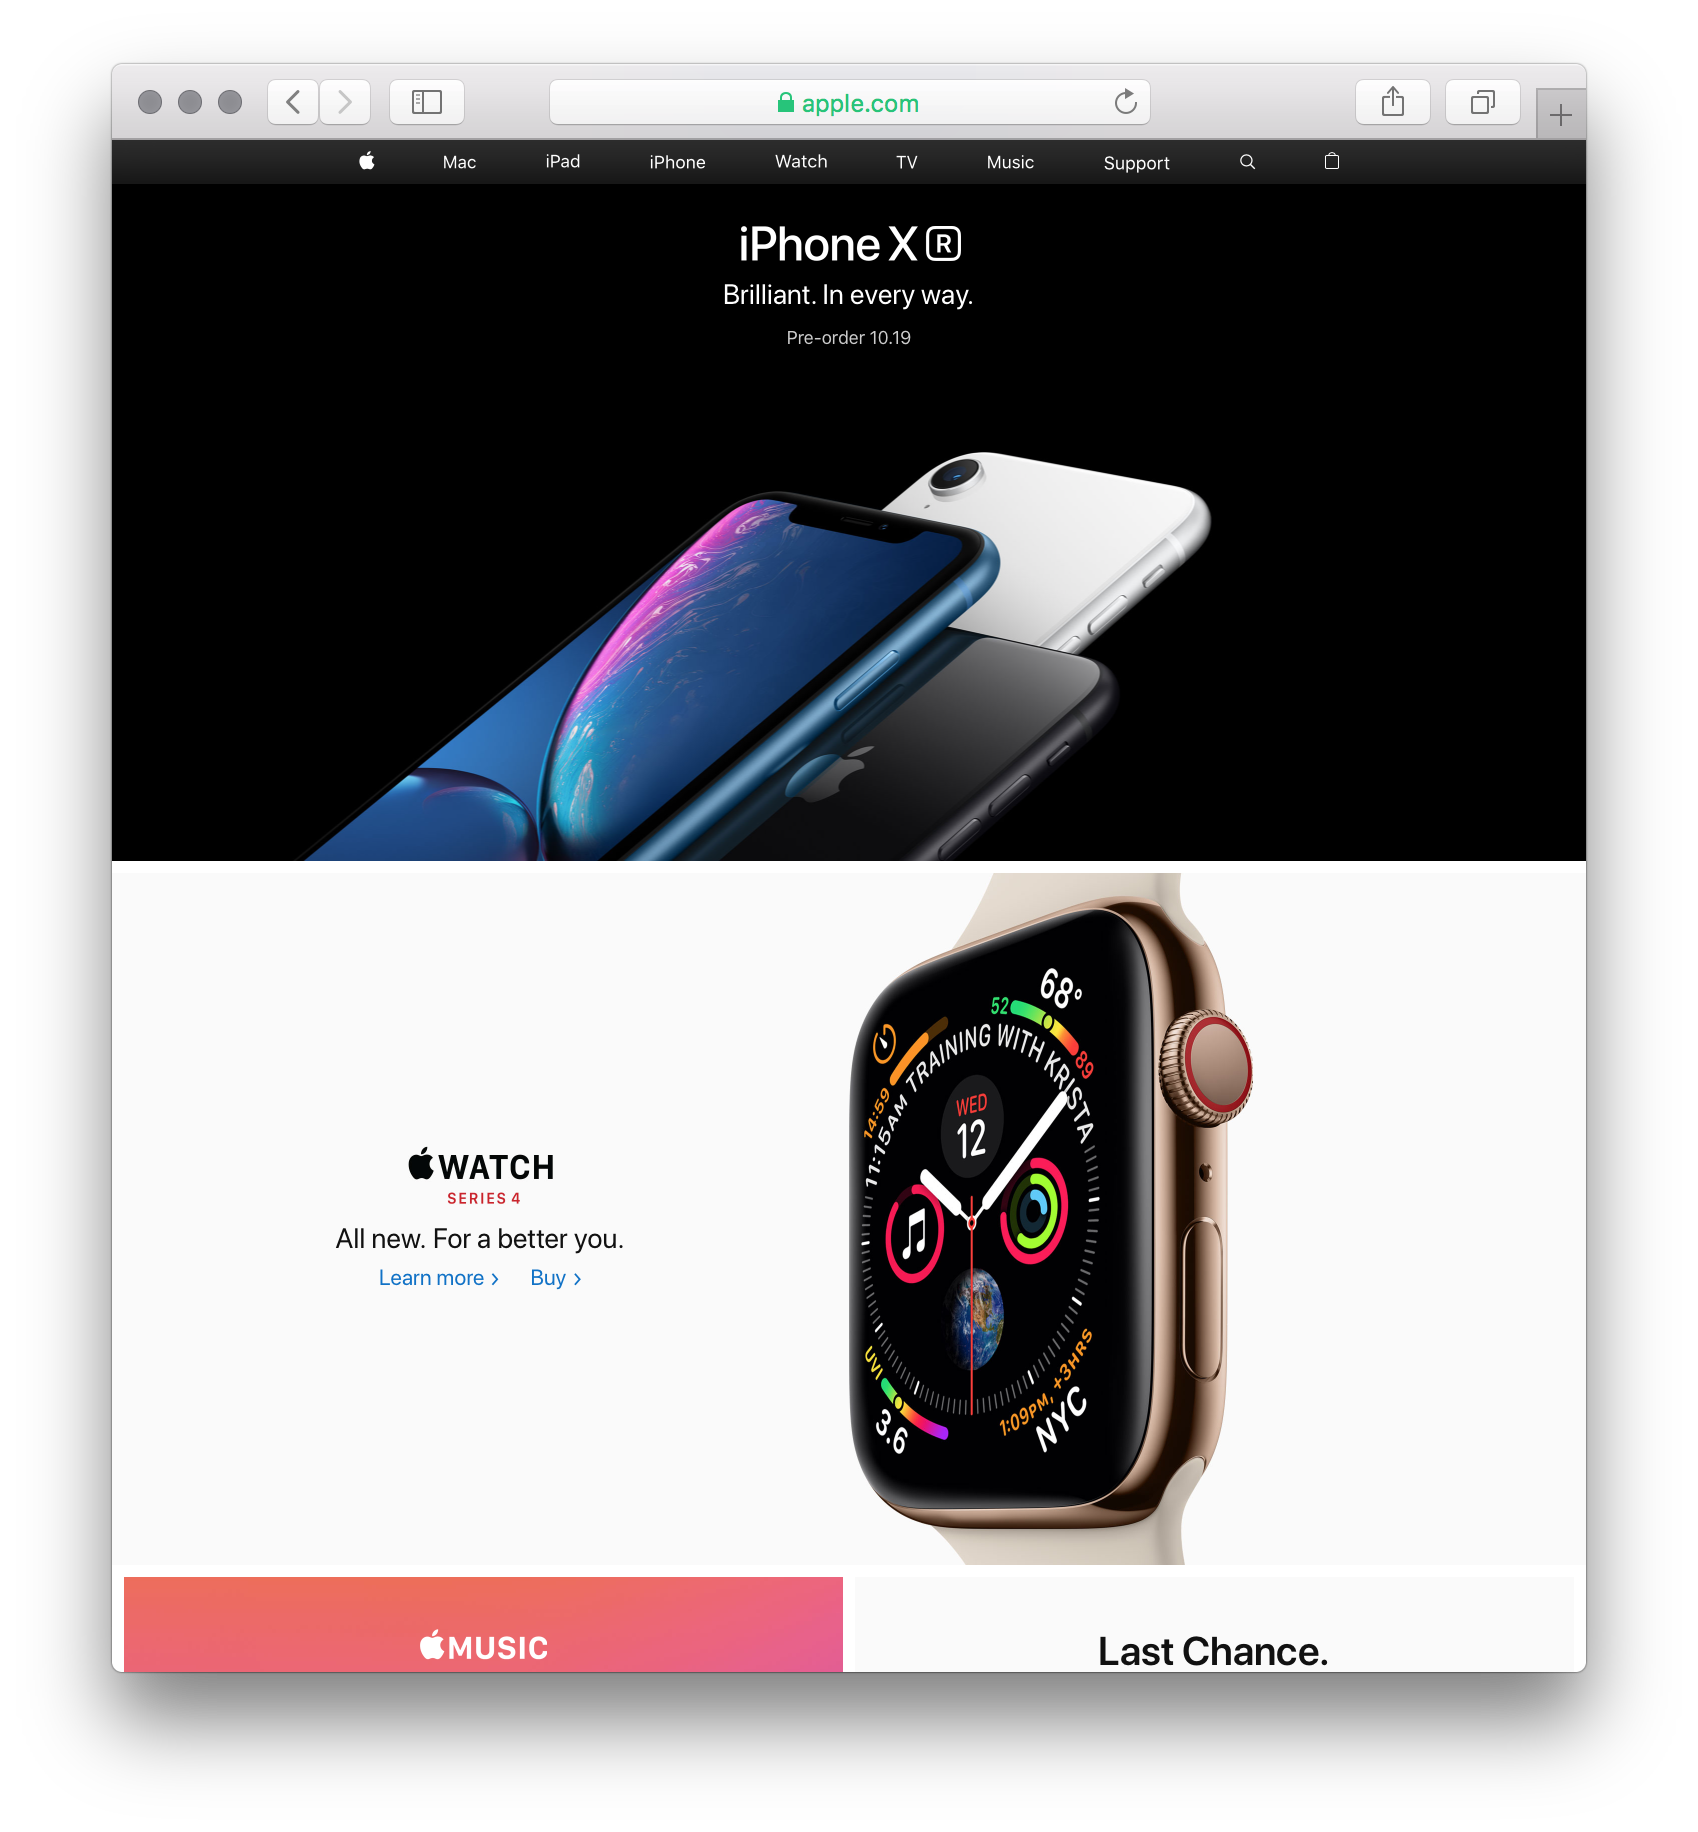 apple.com
Mac iPad iPhone Watch TV Music Support
iPhone XR
Brilliant. In every way.
Pre-order 10.19
68°
52
89
14:59
11:15AM TRAINING WITH KRISTA
WED
12
WATCH
SERIES 4
All new. For a better you.
Learn more > Buy >
UVI
3.6
1:09PM, +3HRS
NYC
MUSIC
Last Chance.